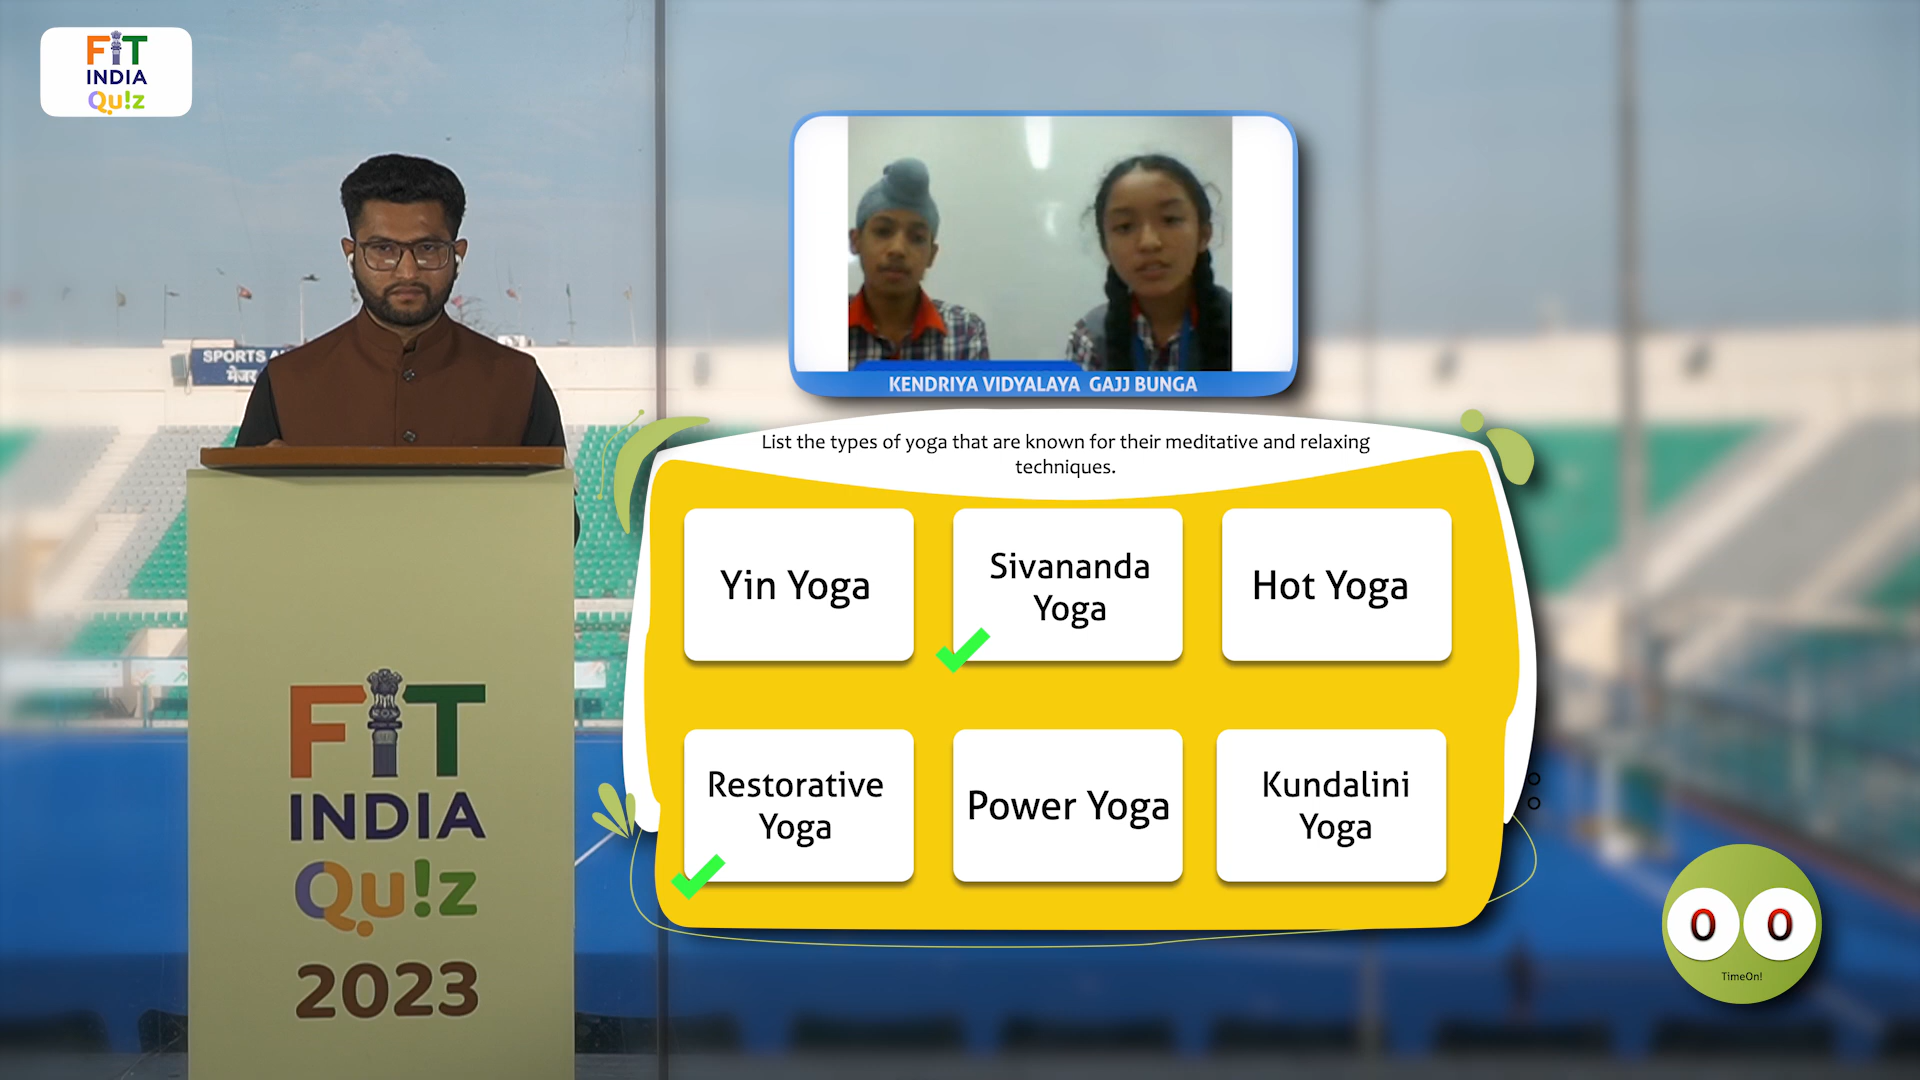 FIT
INDIA
Qu!z
SPORTS
मेजर
KENDRIYA VIDYALAYA GAJJ BUNGA
List the types of yoga that are known for their meditative and relaxing
techniques.
Yin Yoga
Sivananda
Yoga
Hot Yoga
Restorative
Yoga
Power Yoga
Kundalini
Yoga
FIT
INDIA
Qu!z
2023
0 0
TimeOn!